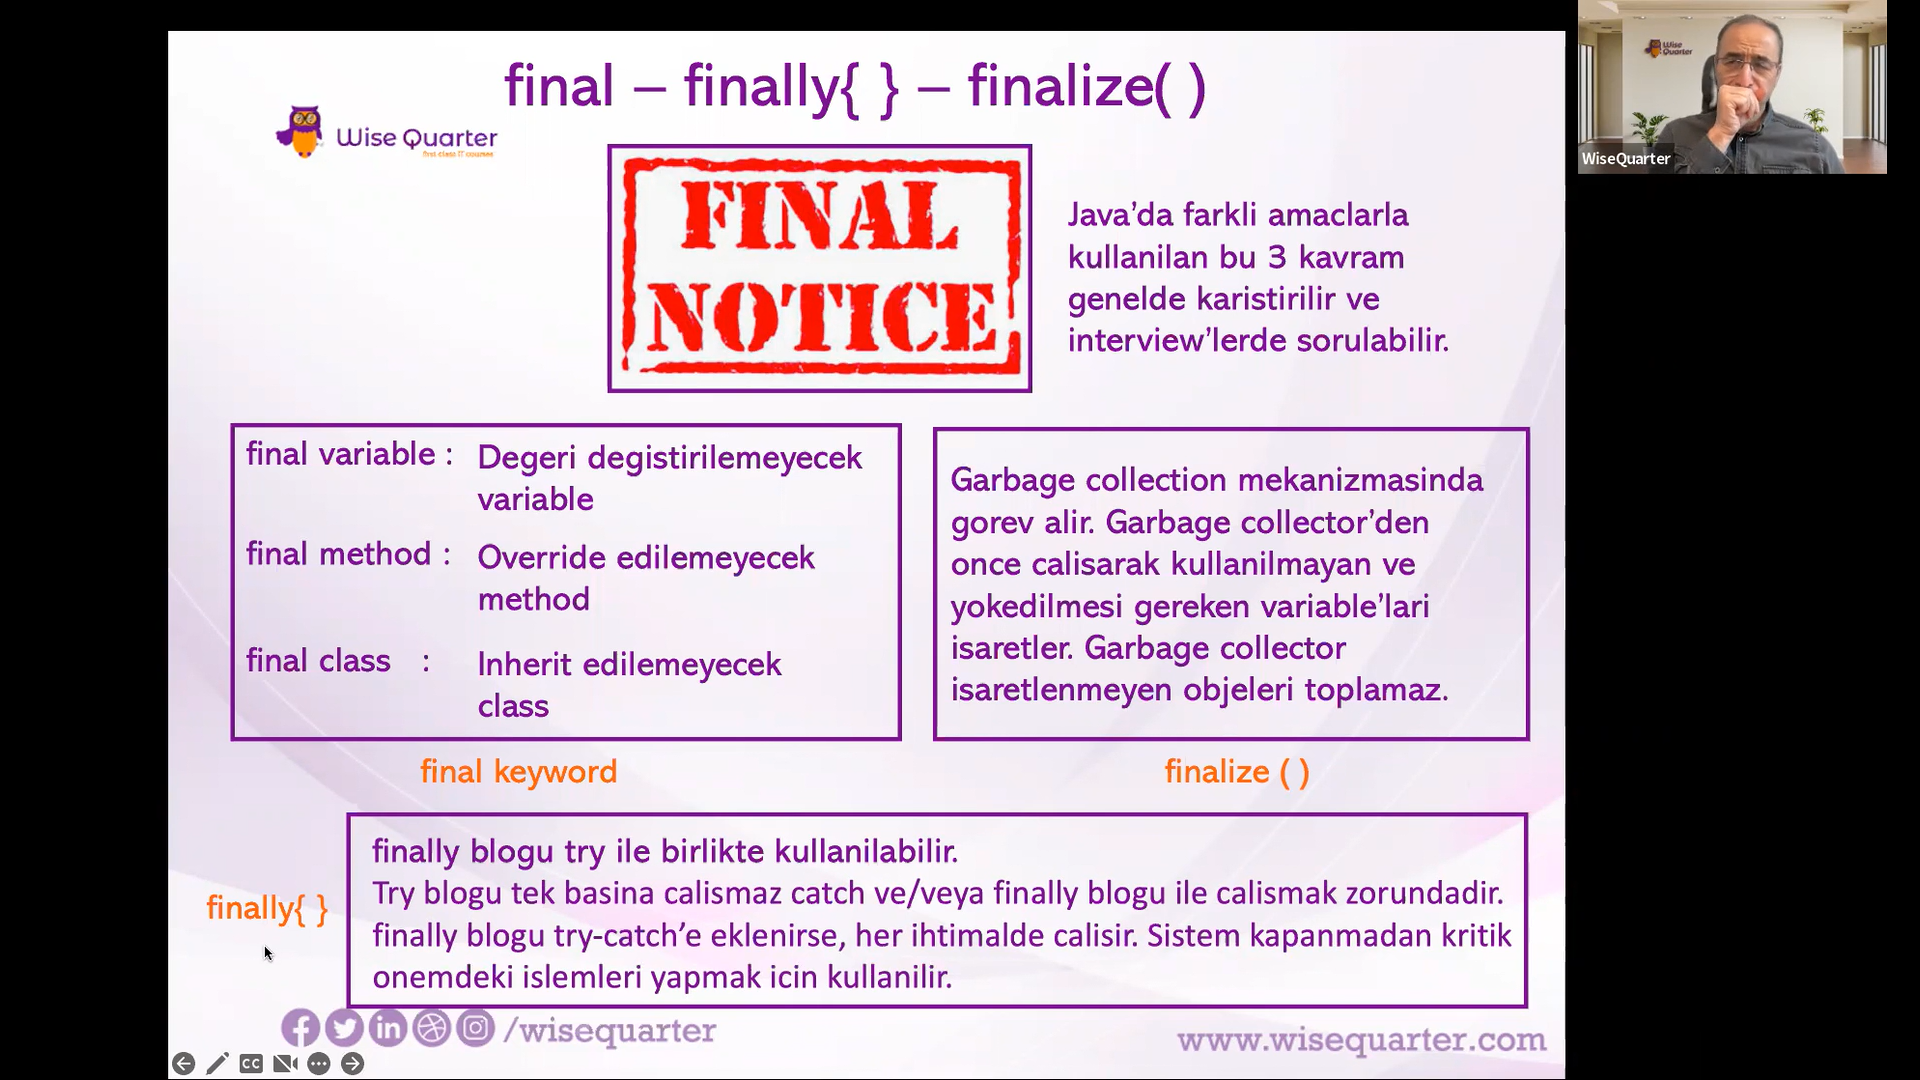 final – finally{ } – finalize( )
Wise Quarter
first class IT courses
FINAL
NOTICE
Java’da farkli amaclarla
kullanilan bu 3 kavram
genelde karistirilir ve
interview’lerde sorulabilir.
Wise
Quarter
WiseQuarter
final variable : Degeri degistirilemeyecek
variable
final method : Override edilemeyecek
method
final class : Inherit edilemeyecek
class
final keyword
Garbage collection mekanizmasinda
gorev alir. Garbage collector’den
once calisarak kullanilmayan ve
yokedilmesi gereken variable’lari
isaretler. Garbage collector
isaretlenmeyen objeleri toplamaz.
finalize ( )
finally{ }
finally blogu try ile birlikte kullanilabilir.
Try blogu tek basina calismaz catch ve/veya finally blogu ile calismak zorundadir.
finally blogu try-catch’e eklenirse, her ihtimalde calisir. Sistem kapanmadan kritik
onemdeki islemleri yapmak icin kullanilir.
/wisequarter
www.wisequarter.com
CC